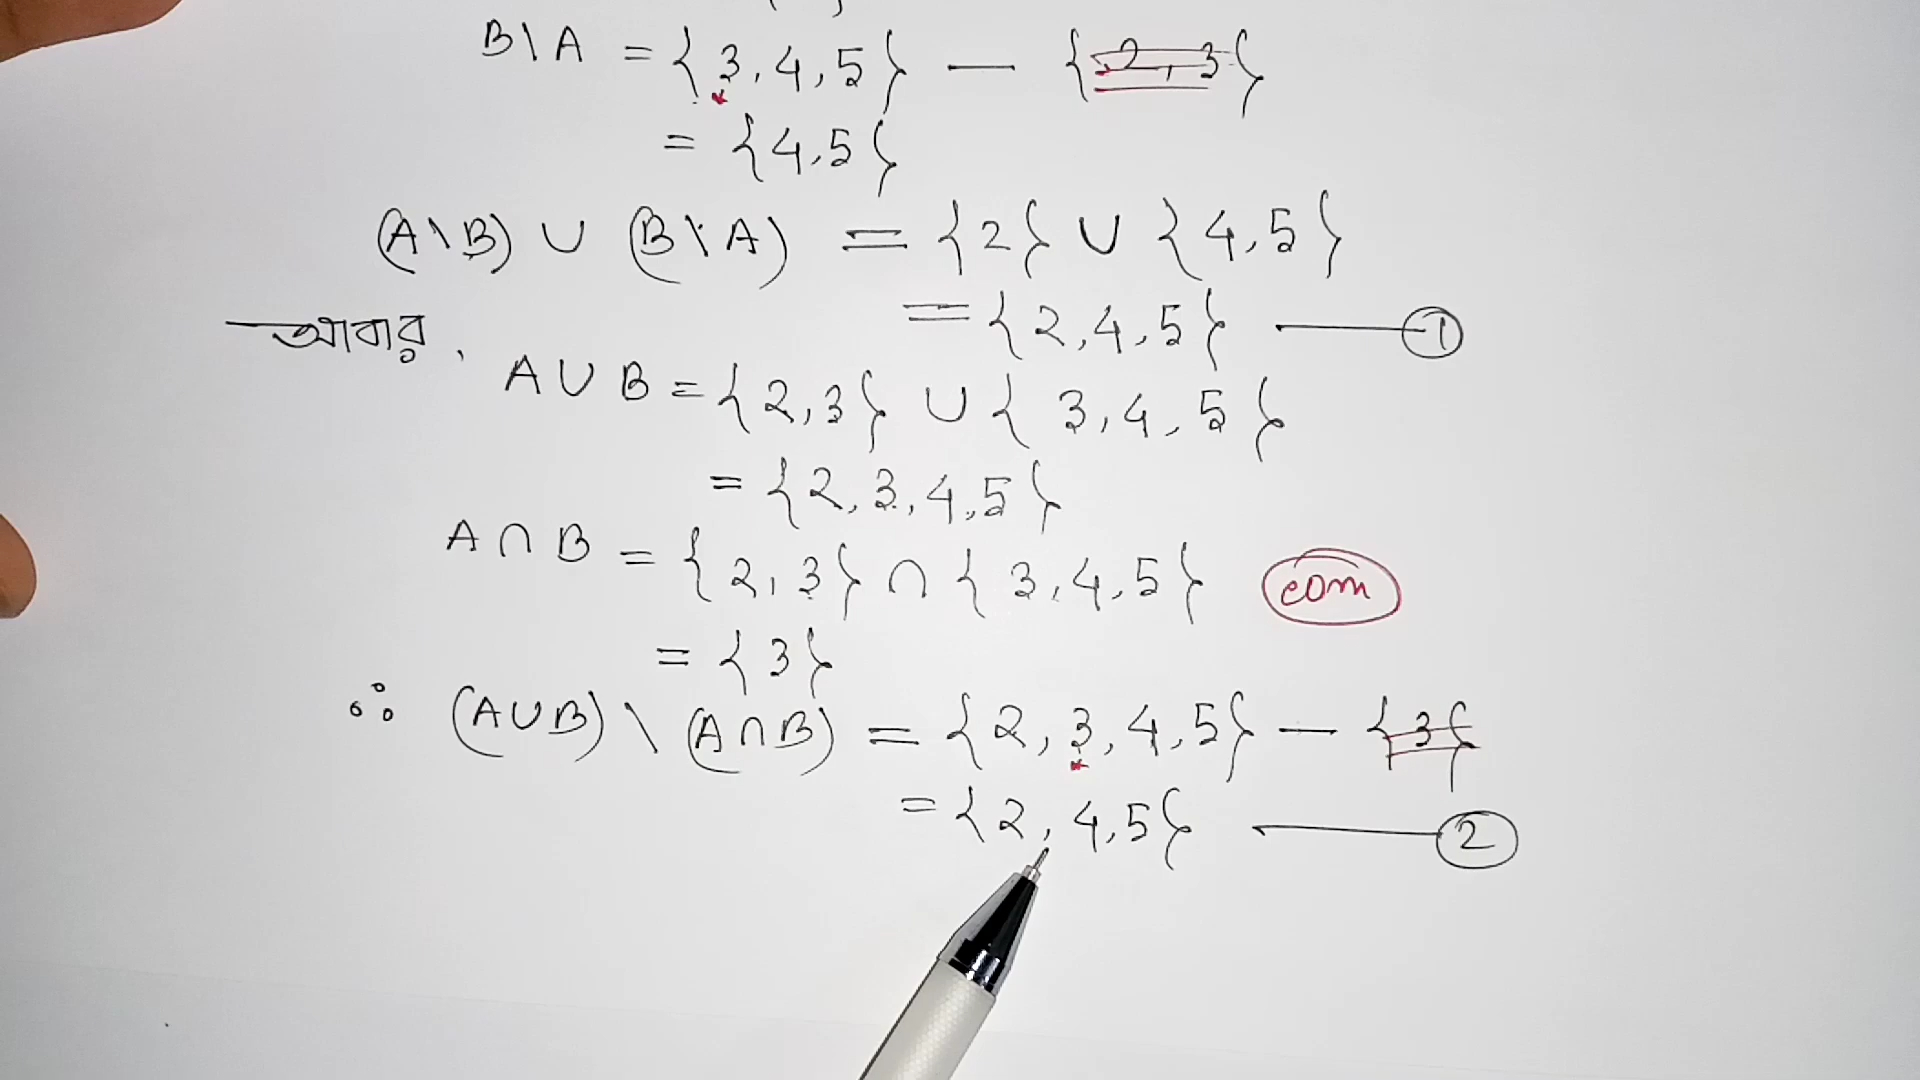 B\A = {3,4,5} — {2,3}
= {4,5}
(A\B) ∪ (B\A) = {2} ∪ {4,5}
= {2,4,5} — 1
আবার,
A∪B = {2,3} ∪ {3,4,5}
= {2,3,4,5}
A∩B = {2,3} ∩ {3,4,5} com
= {3}
∴ (A∪B) \ (A∩B) = {2,3,4,5} — {3}
= {2,4,5} — 2